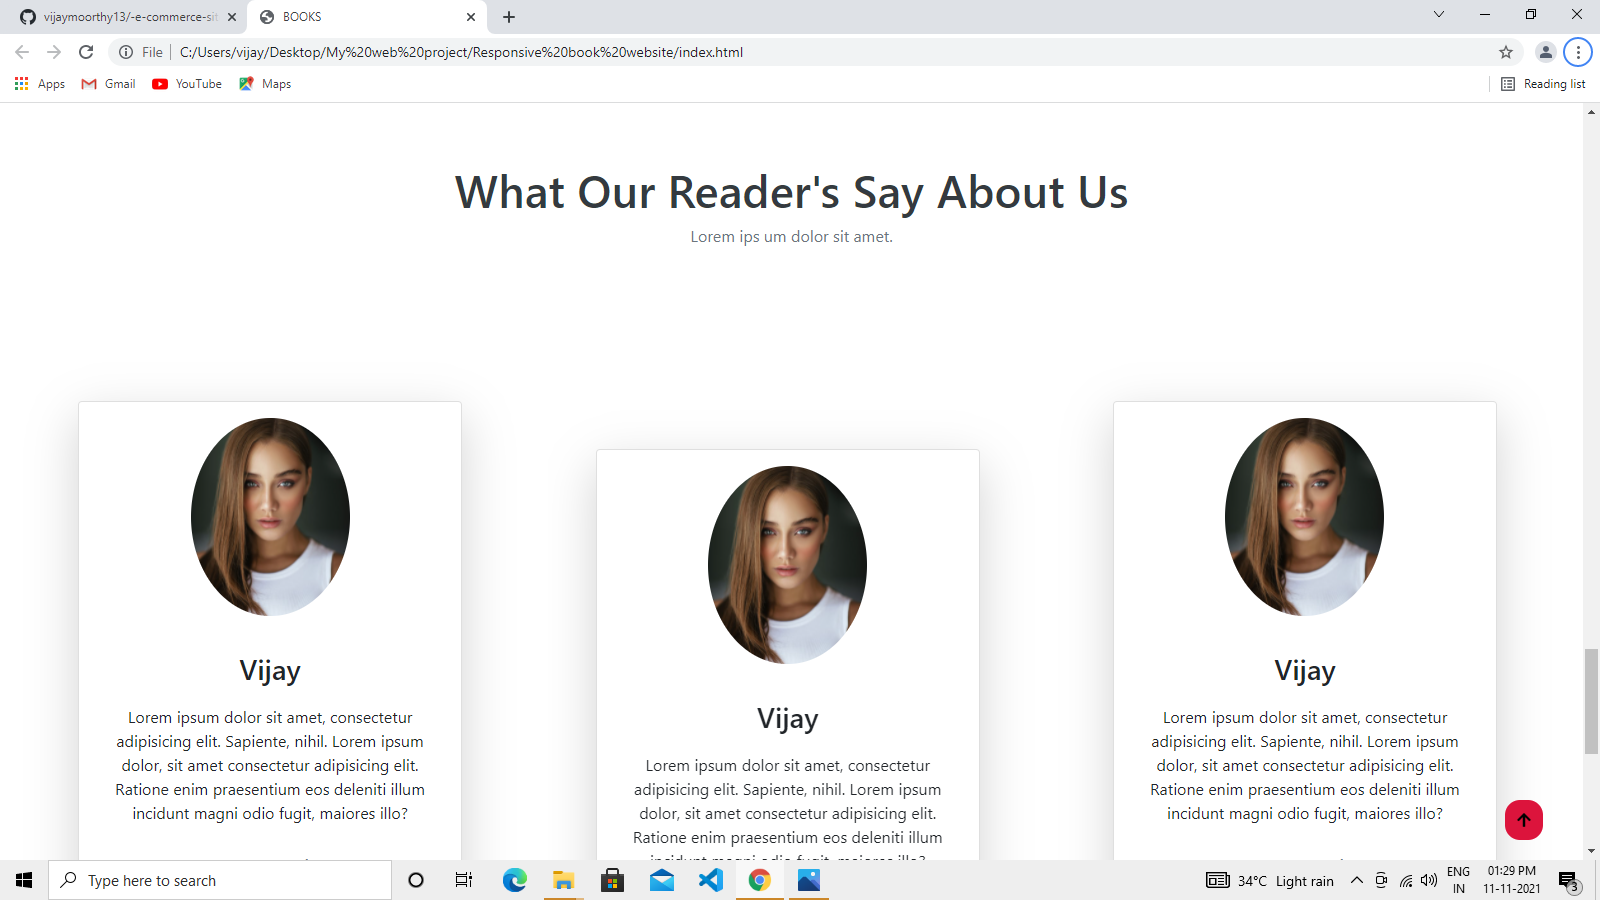 vijaymoorthy13/-e-commerce-sit
BOOKS
File
C:/Users/vijay/Desktop/My%20web%20project/Responsive%20book%20website/index.html
Apps
Gmail
YouTube
Maps
Reading list
What Our Reader's Say About Us
Lorem ips um dolor sit amet.
Vijay
Lorem ipsum dolor sit amet, consectetur
adipisicing elit. Sapiente, nihil. Lorem ipsum
dolor, sit amet consectetur adipisicing elit.
Ratione enim praesentium eos deleniti illum
incidunt magni odio fugit, maiores illo?
Vijay
Lorem ipsum dolor sit amet, consectetur
adipisicing elit. Sapiente, nihil. Lorem ipsum
dolor, sit amet consectetur adipisicing elit.
Ratione enim praesentium eos deleniti illum
incidunt magni odio fugit, maiores illo?
Vijay
Lorem ipsum dolor sit amet, consectetur
adipisicing elit. Sapiente, nihil. Lorem ipsum
dolor, sit amet consectetur adipisicing elit.
Ratione enim praesentium eos deleniti illum
incidunt magni odio fugit, maiores illo?
Type here to search
34°C Light rain
ENG
IN
01:29 PM
11-11-2021
3